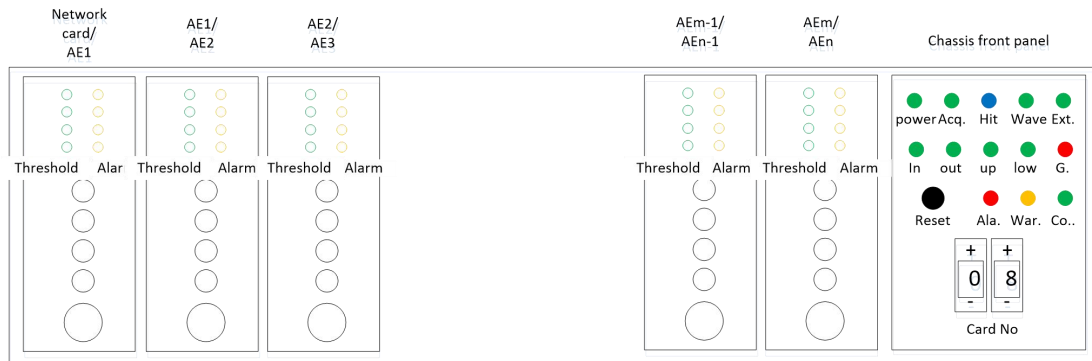 Network
card/
AE1
AE1/
AE2
AE2/
AE3
AEm-1/
AEn-1
AEm/
AEn
Chassis front panel
Threshold Alar
Threshold Alarm
Threshold Alarm
Threshold Alarm
Threshold Alarm
power Acq. Hit Wave Ext.
In out up low G.
Reset Ala. War. Co..
+ +
0 8
- -
Card No